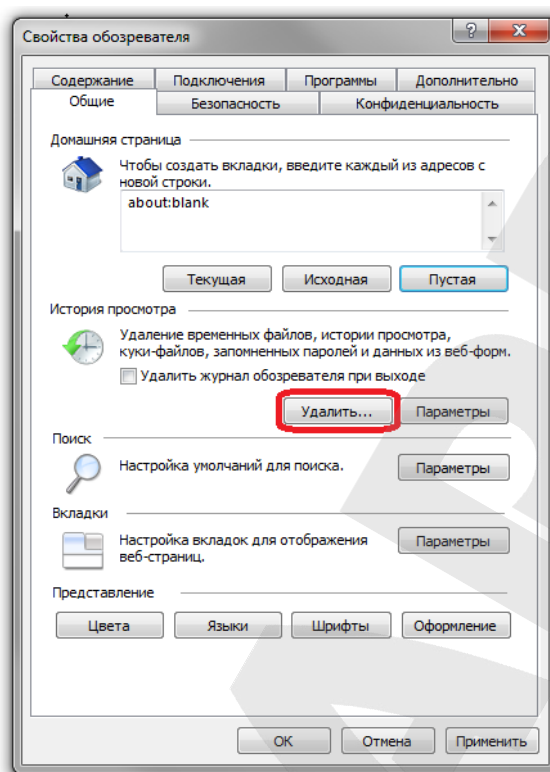 Свойства обозревателя
Содержание Подключения Программы Дополнительно
Общие Безопасность Конфиденциальность
Домашняя страница
Чтобы создать вкладки, введите каждый из адресов с
новой строки.
about:blank
Текущая Исходная Пустая
История просмотра
Удаление временных файлов, истории просмотра,
куки-файлов, запомненных паролей и данных из веб-форм.
Удалить журнал обозревателя при выходе
Удалить... Параметры
Поиск
Настройка умолчаний для поиска. Параметры
Вкладки
Настройка вкладок для отображения Параметры
веб-страниц.
Представление
Цвета Языки Шрифты Оформление
ОК Отмена Применить